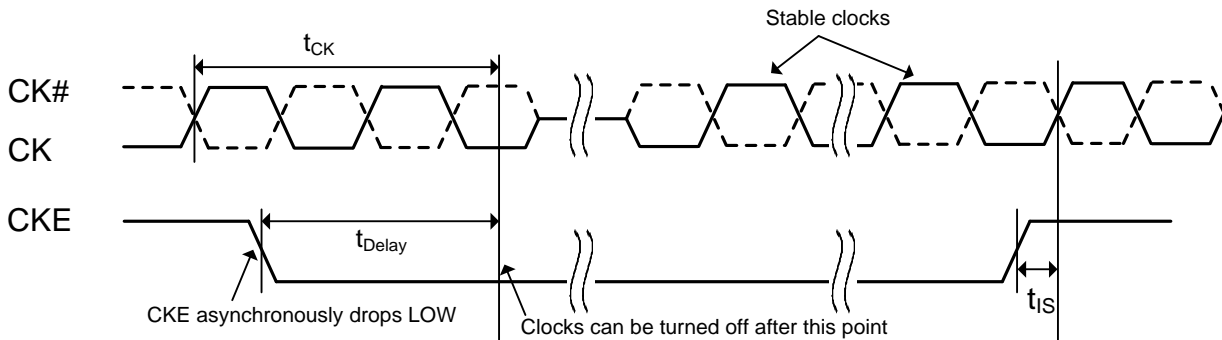 Stable clocks
tCK
CK#
CK
CKE
tDelay
tIS
CKE asynchronously drops LOW
Clocks can be turned off after this point